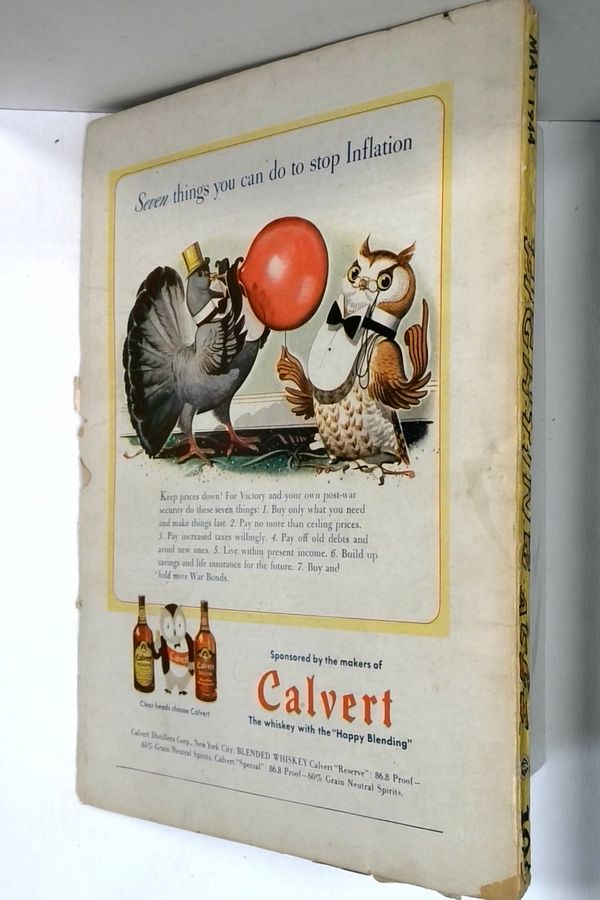 MAY 1944
Seven things you can do to stop Inflation
Keep prices down! For Victory and your own post-war
security do these seven things: 1. Buy only what you need
and make things last. 2. Pay no more than ceiling prices.
3. Pay increased taxes willingly. 4. Pay off old debts and
avoid new ones. 5. Live within present income. 6. Build up
savings and life insurance for the future. 7. Buy and
hold more War Bonds.
Calvert
Calvert
Calvert
Clear heads choose Calvert
Sponsored by the makers of
Calvert
The whiskey with the "Happy Blending"
Calvert Distillers Corp., New York City. BLENDED WHISKEY Calvert "Reserve": 86.8 Proof—
65% Grain Neutral Spirits. Calvert "Special": 86.8 Proof—60% Grain Neutral Spirits.